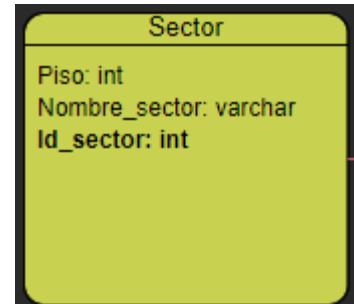 Sector
Piso: int
Nombre_sector: varchar
Id_sector: int